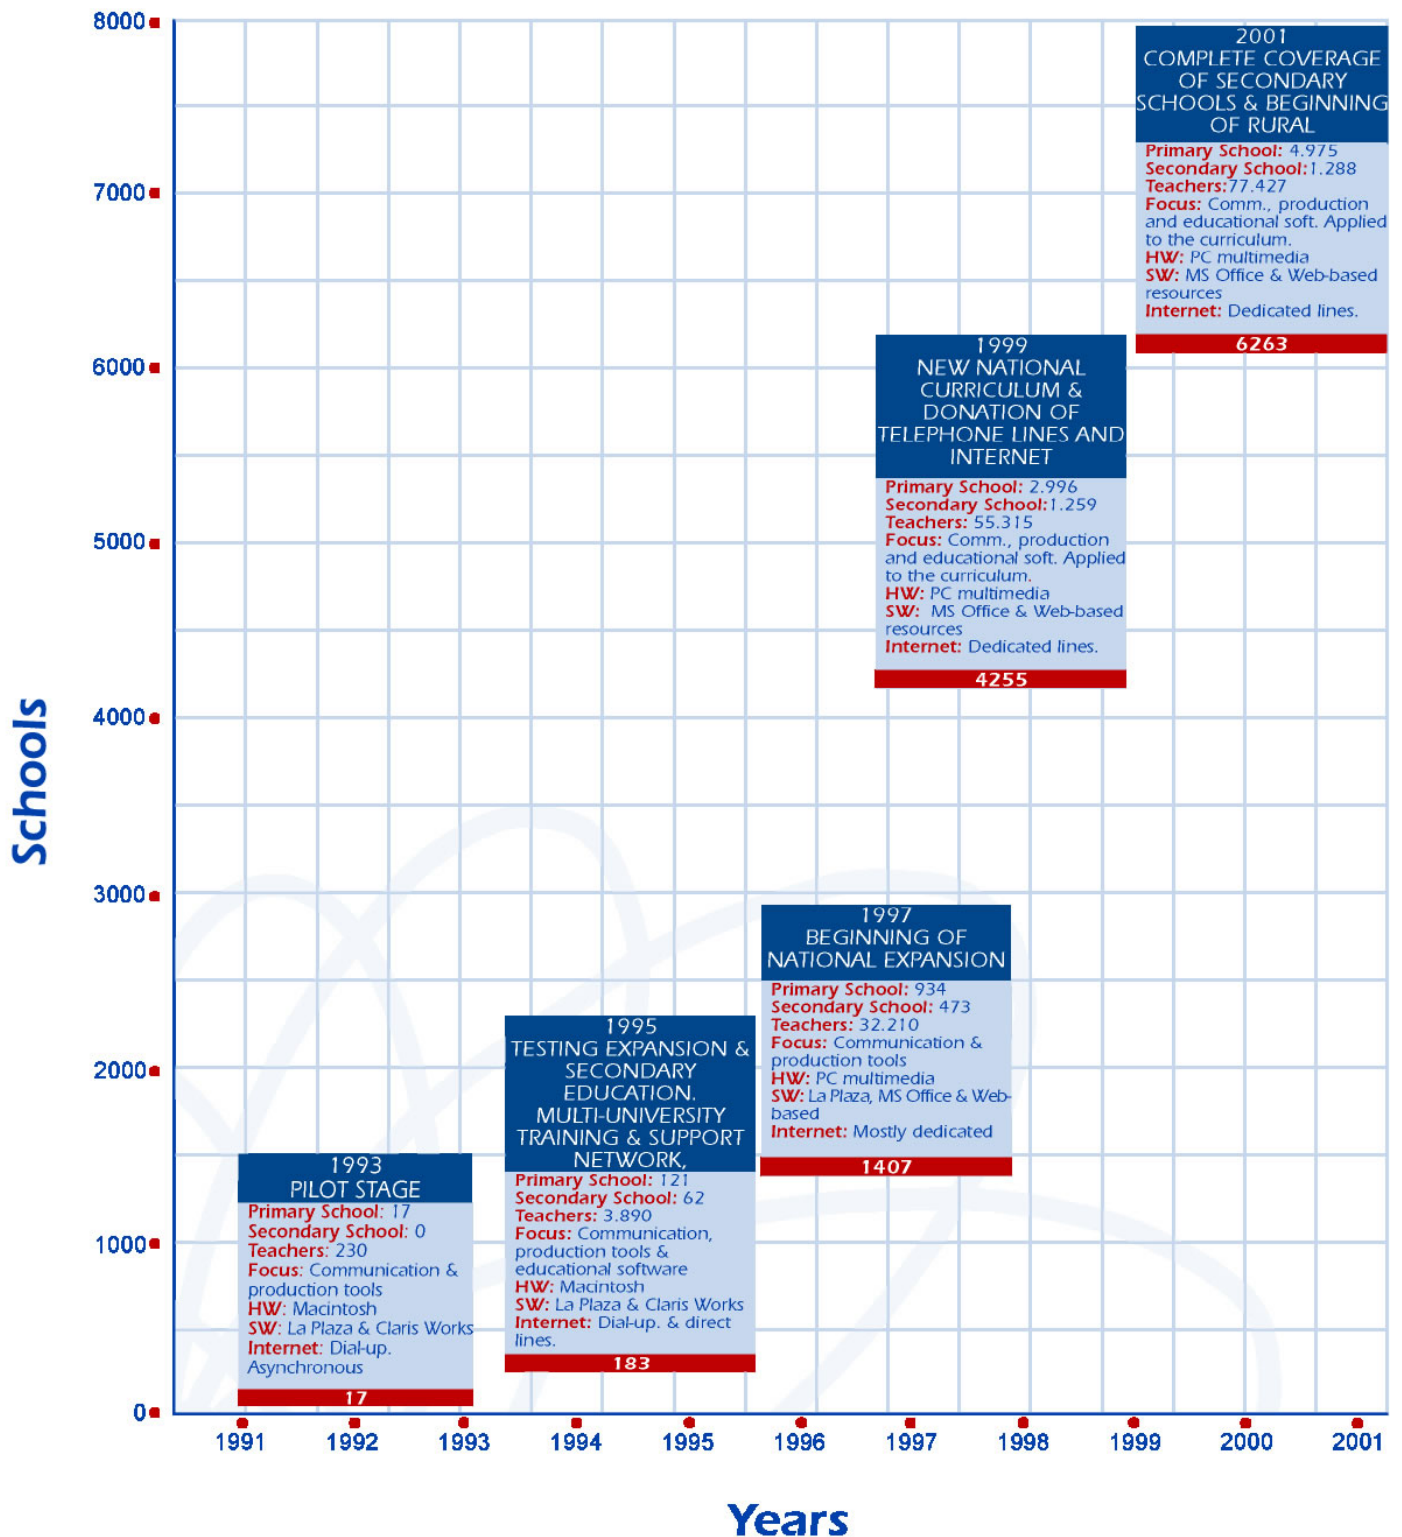 8000
7000
6000
5000
4000
3000
2000
1000
0
Schools
2001
COMPLETE COVERAGE
OF SECONDARY
SCHOOLS & BEGINNING
OF RURAL
Primary School: 4.975
Secondary School:1.288
Teachers:77.427
Focus: Comm., production
and educational soft. Applied
to the curriculum.
HW: PC multimedia
SW: MS Office & Web-based
resources
Internet: Dedicated lines.
6263
1999
NEW NATIONAL
CURRICULUM &
DONATION OF
TELEPHONE LINES AND
INTERNET
Primary School: 2.996
Secondary School:1.259
Teachers: 55.315
Focus: Comm., production
and educational soft. Applied
to the curriculum.
HW: PC multimedia
SW: MS Office & Web-based
resources
Internet: Dedicated lines.
4255
1997
BEGINNING OF
NATIONAL EXPANSION
Primary School: 934
Secondary School: 473
Teachers: 32.210
Focus: Communication &
production tools
HW: PC multimedia
SW: La Plaza, MS Office & Web-
based
Internet: Mostly dedicated
1407
1995
TESTING EXPANSION &
SECONDARY
EDUCATION.
MULTI-UNIVERSITY
TRAINING & SUPPORT
NETWORK,
Primary School: 121
Secondary School: 62
Teachers: 3.890
Focus: Communication,
production tools &
educational software
HW: Macintosh
SW: La Plaza & Claris Works
Internet: Dial-up. & direct
lines.
183
1993
PILOT STAGE
Primary School: 17
Secondary School: 0
Teachers: 230
Focus: Communication &
production tools
HW: Macintosh
SW: La Plaza & Claris Works
Internet: Dial-up.
Asynchronous
17
1991 1992 1993 1994 1995 1996 1997 1998 1999 2000 2001
Years